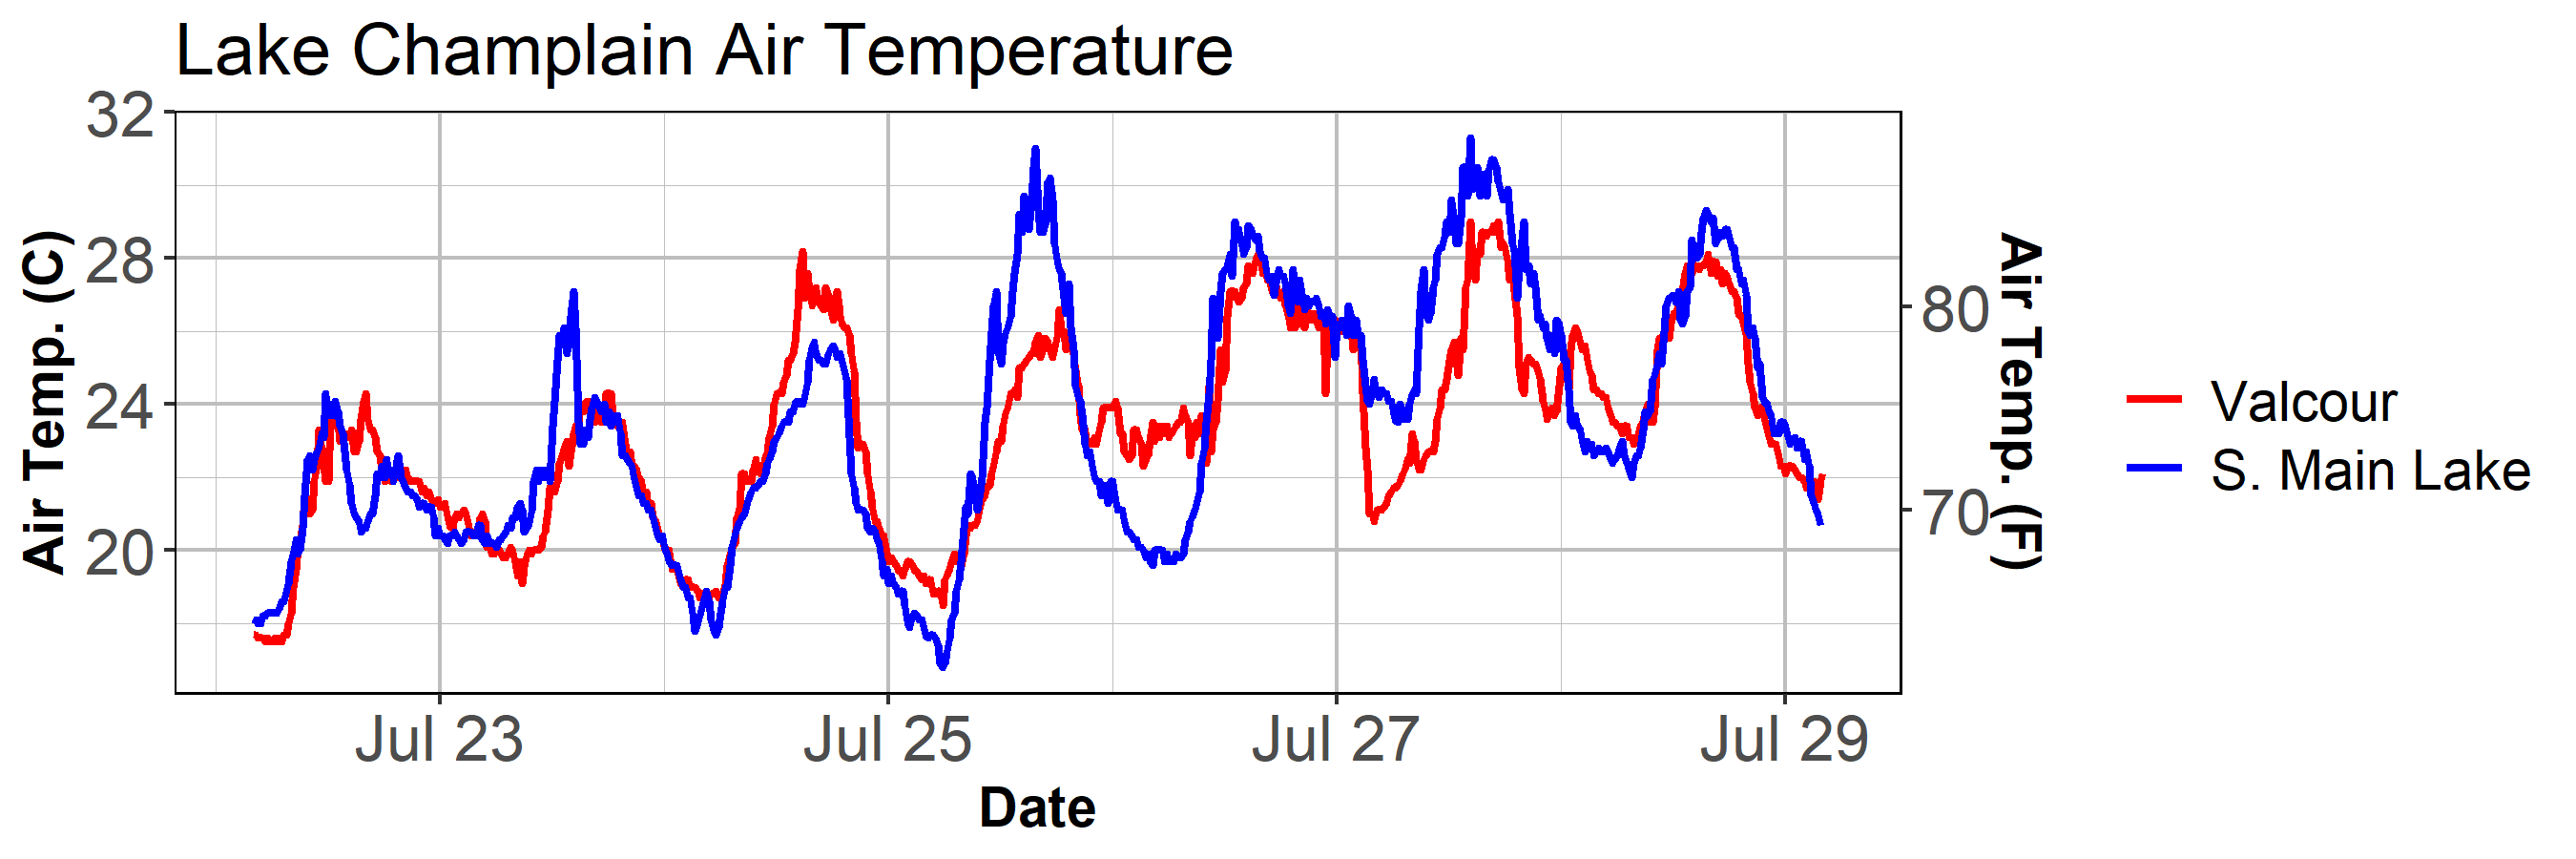 Lake Champlain Air Temperature
32
28
24
20
Air Temp. (C)
80
70
Air Temp. (F)
Jul 23
Jul 25
Jul 27
Jul 29
Date
Valcour
S. Main Lake